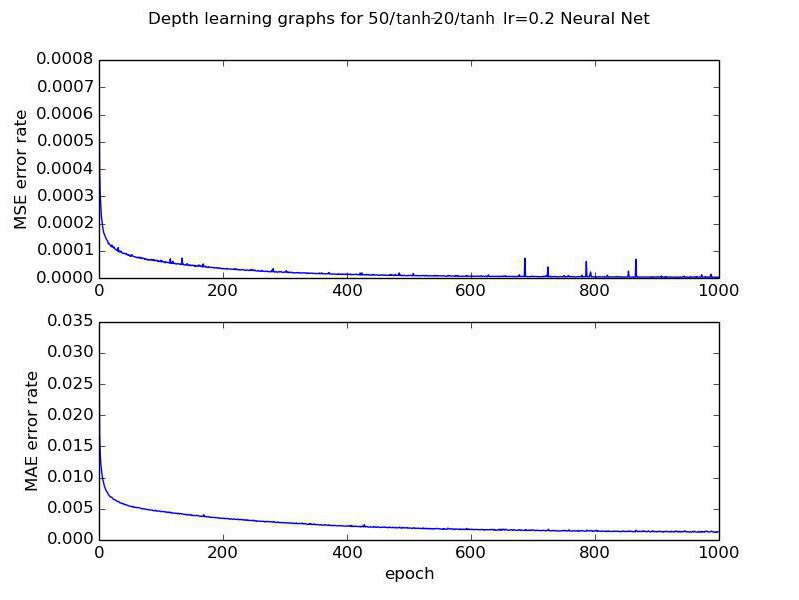 Depth learning graphs for 50/tanh-20/tanh lr=0.2 Neural Net
0.0008
0.0007
0.0006
0.0005
0.0004
0.0003
0.0002
0.0001
0.0000
MSE error rate
0 200 400 600 800 1000
0.035
0.030
0.025
0.020
0.015
0.010
0.005
0.000
MAE error rate
0 200 400 600 800 1000
epoch